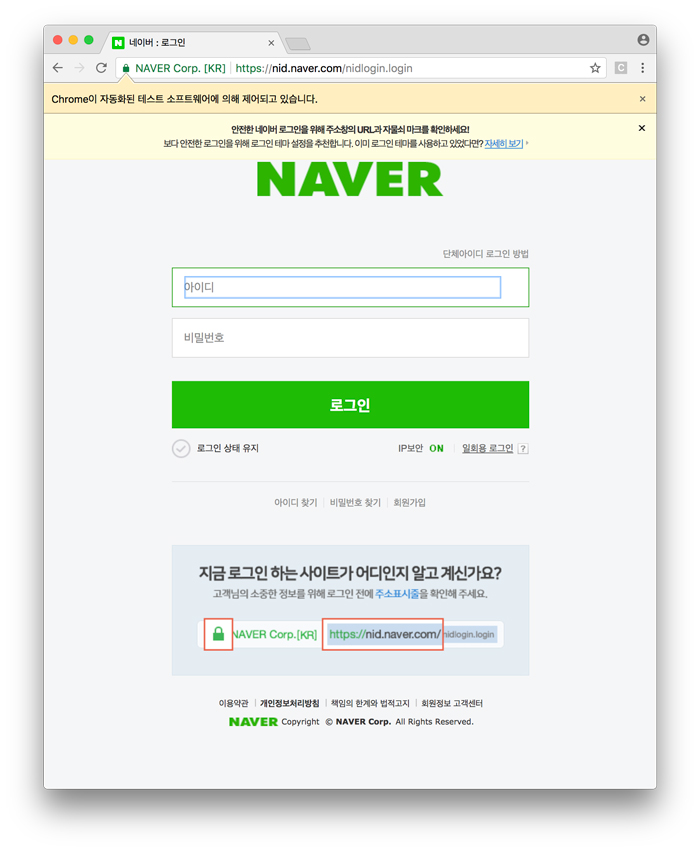 네이버 : 로그인
NAVER Corp. [KR] https://nid.naver.com/nidlogin.login
Chrome이 자동화된 테스트 소프트웨어에 의해 제어되고 있습니다.
안전한 네이버 로그인을 위해 주소창의 URL과 자물쇠 마크를 확인하세요!
보다 안전한 로그인을 위해 로그인 테마 설정을 추천합니다. 이미 로그인 테마를 사용하고 있었다면? 자세히 보기
NAVER
단체아이디 로그인 방법
아이디
비밀번호
로그인
로그인 상태 유지 IP보안 ON 일회용 로그인 ?
아이디 찾기 비밀번호 찾기 회원가입
지금 로그인 하는 사이트가 어디인지 알고 계신가요?
고객님의 소중한 정보를 위해 로그인 전에 주소표시줄을 확인해 주세요.
NAVER Corp.[KR] https://nid.naver.com/nidlogin.login
이용약관 개인정보처리방침 책임의 한계와 법적고지 회원정보 고객센터
NAVER Copyright © NAVER Corp. All Rights Reserved.